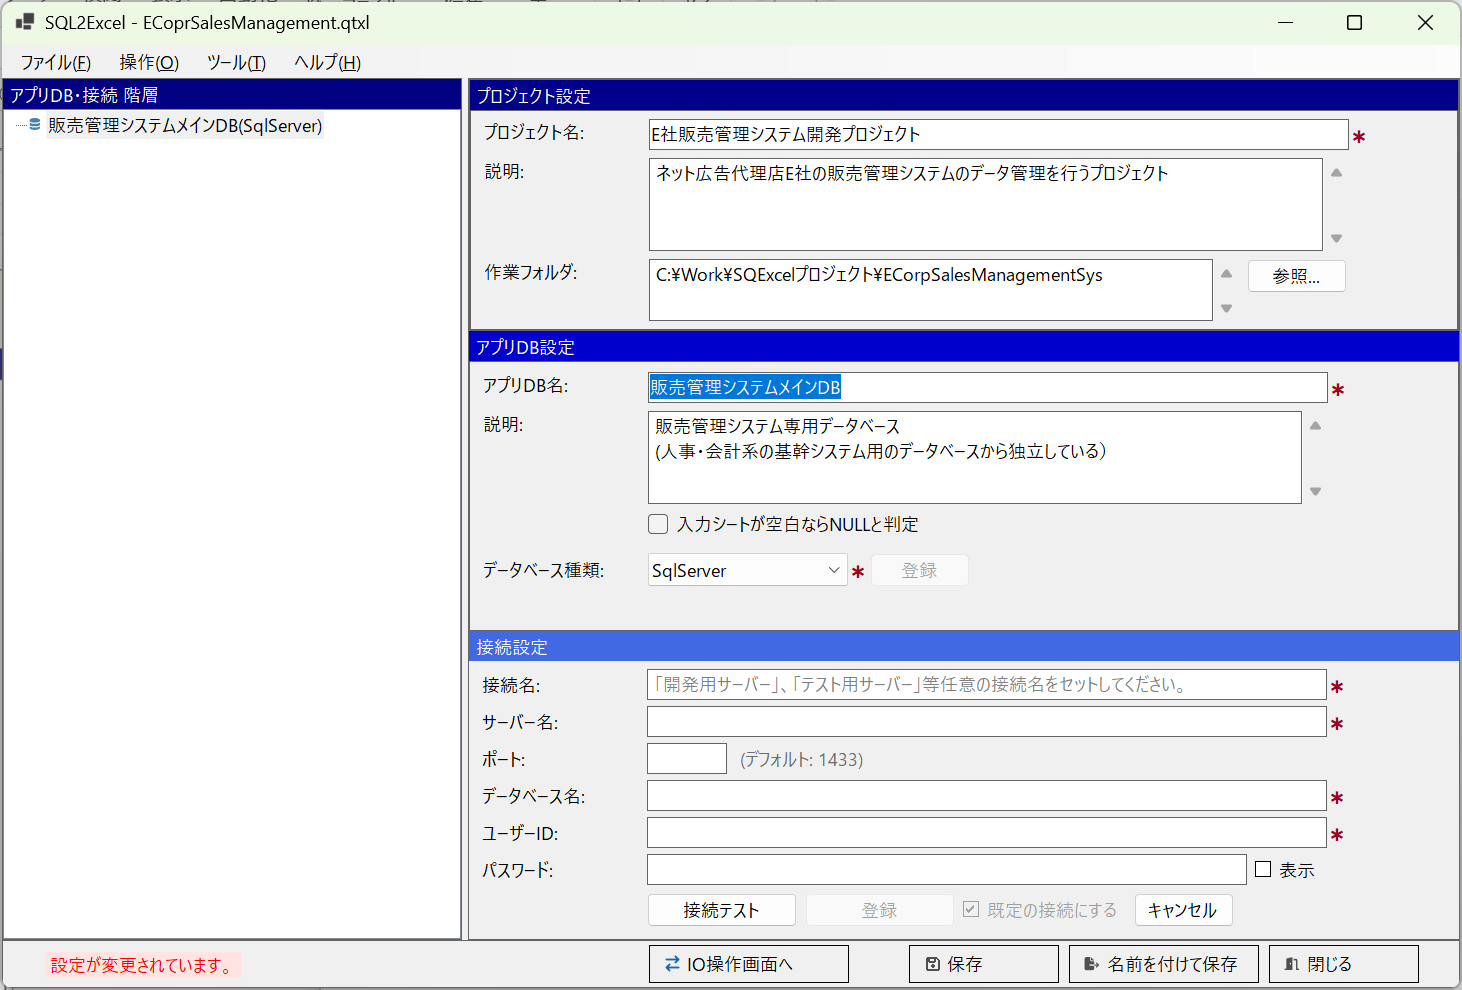 SQL2Excel - ECoprSalesManagement.qtxl
ファイル(F) 操作(O) ツール(T) ヘルプ(H)
アプリDB・接続 階層
販売管理システムメインDB(SqlServer)
プロジェクト設定
プロジェクト名:
E社販売管理システム開発プロジェクト
説明:
ネット広告代理店E社の販売管理システムのデータ管理を行うプロジェクト
作業フォルダ:
C:¥Work¥SQExcelプロジェクト¥ECorpSalesManagementSys
参照...
アプリDB設定
アプリDB名:
販売管理システムメインDB
説明:
販売管理システム専用データベース
(人事・会計系の基幹システム用のデータベースから独立している)
入力シートが空白ならNULLと判定
データベース種類:
SqlServer
登録
接続設定
接続名:
「開発用サーバー」、「テスト用サーバー」等任意の接続名をセットしてください。
サーバー名:
ポート:
(デフォルト: 1433)
データベース名:
ユーザーID:
パスワード:
表示
接続テスト
登録
既定の接続にする
キャンセル
設定が変更されています。
IO操作画面へ
保存
名前を付けて保存
閉じる